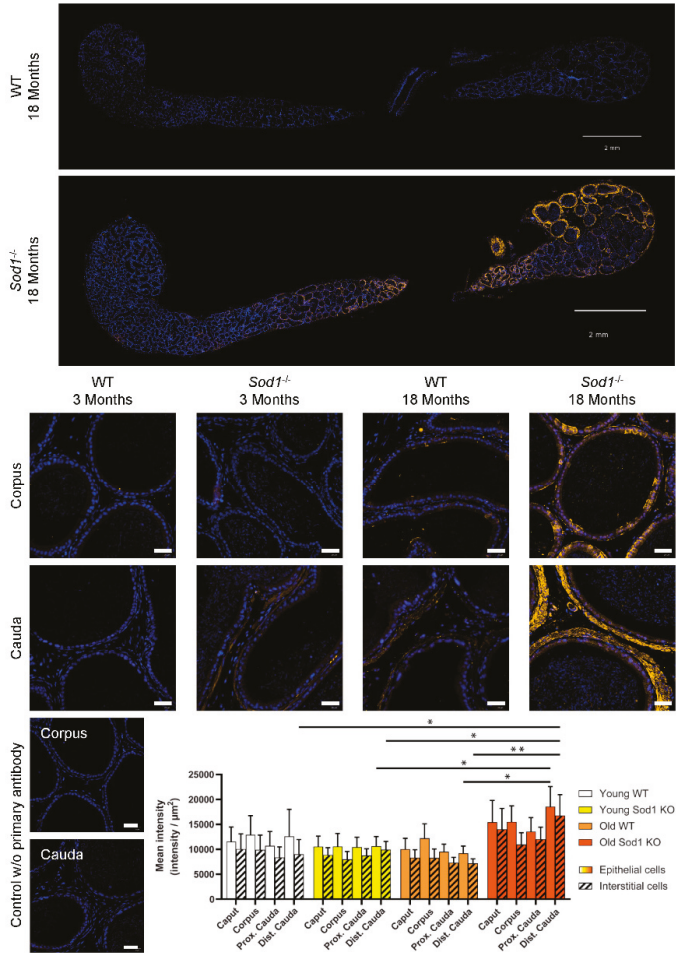 WT
18 Months
2 mm
Sod1-/-
18 Months
2 mm
WT
3 Months
Sod1-/-
3 Months
WT
18 Months
Sod1-/-
18 Months
Corpus
Cauda
Control w/o primary antibody
Corpus
Cauda
*
*
**
*
*
Mean intensity
(intensity / µm²)
25000
20000
15000
10000
5000
0
Caput
Corpus
Prox. Cauda
Dist. Cauda
Caput
Corpus
Prox. Cauda
Dist. Cauda
Caput
Corpus
Prox. Cauda
Dist. Cauda
Caput
Corpus
Prox. Cauda
Dist. Cauda
Young WT
Young Sod1 KO
Old WT
Old Sod1 KO
Epithelial cells
Interstitial cells